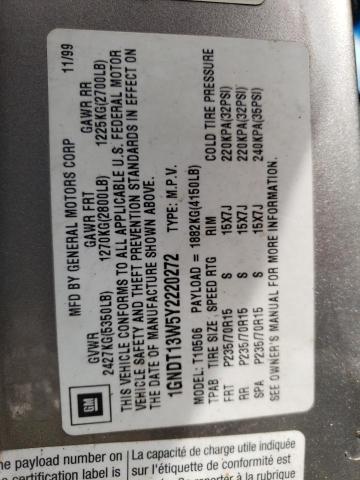 MFD BY GENERAL MOTORS CORP 11/99
GVWR GAWR FRT GAWR RR
2427KG(5350LB) 1270KG(2800LB) 1225KG(2700LB)
THIS VEHICLE CONFORMS TO ALL APPLICABLE U.S. FEDERAL MOTOR
VEHICLE SAFETY AND THEFT PREVENTION STANDARDS IN EFFECT ON
THE DATE OF MANUFACTURE SHOWN ABOVE.
1GNDT13W5Y2220272 TYPE: M.P.V.
MODEL: T10506 PAYLOAD = 1882KG(4150LB)
TPAB TIRE SIZE SPEED RTG RIM COLD TIRE PRESSURE
FRT P235/70R15 S 15X7J 220KPA(32PSI)
RR P235/70R15 S 15X7J 220KPA(32PSI)
SPA P235/70R15 S 15X7J 240KPA(35PSI)
SEE OWNER'S MANUAL FOR MORE INFORMATION.
GM
payload number on
certification label is
La capacité de charge utile indiquée
sur l'étiquette de conformité est
à la rubrique